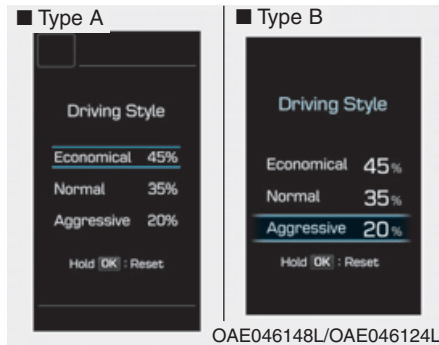 ■ Type A
Driving Style
Economical 45%
Normal 35%
Aggressive 20%
Hold OK : Reset
■ Type B
Driving Style
Economical 45%
Normal 35%
Aggressive 20%
Hold OK : Reset
OAE046148L/OAE046124L